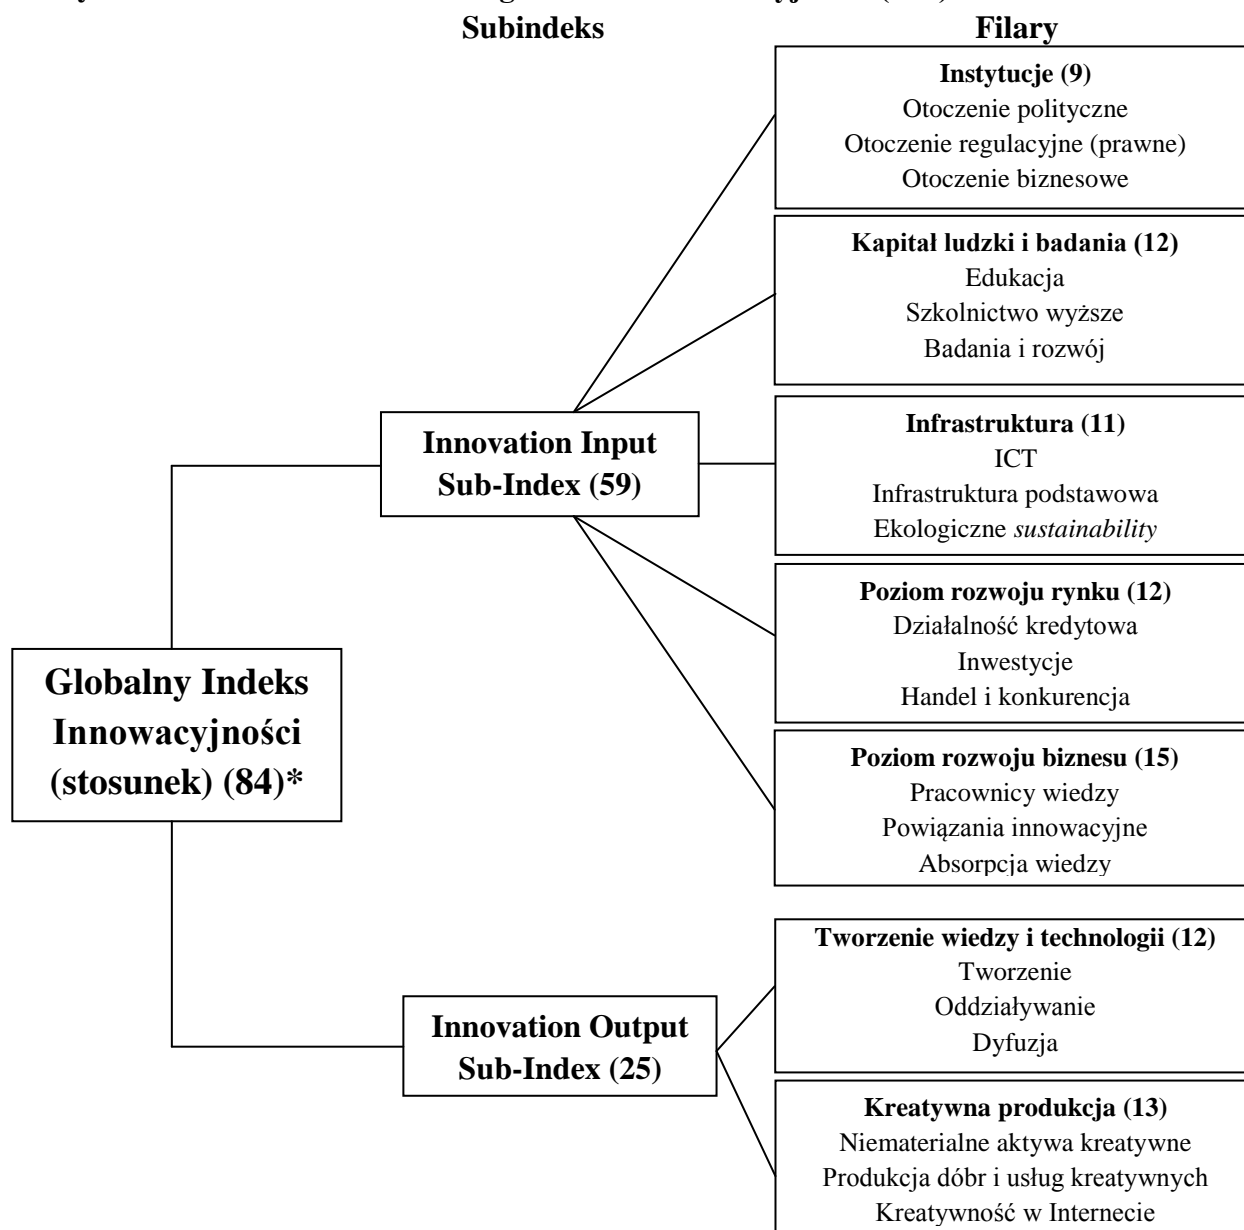 Subindeks
Filary
Instytucje (9)
Otoczenie polityczne
Otoczenie regulacyjne (prawne)
Otoczenie biznesowe
Kapitał ludzki i badania (12)
Edukacja
Szkolnictwo wyższe
Badania i rozwój
Innovation Input
Sub-Index (59)
Infrastruktura (11)
ICT
Infrastruktura podstawowa
Ekologiczne sustainability
Poziom rozwoju rynku (12)
Działalność kredytowa
Inwestycje
Handel i konkurencja
Globalny Indeks
Innowacyjności
(stosunek) (84)*
Poziom rozwoju biznesu (15)
Pracownicy wiedzy
Powiązania innowacyjne
Absorpcja wiedzy
Innovation Output
Sub-Index (25)
Tworzenie wiedzy i technologii (12)
Tworzenie
Oddziaływanie
Dyfuzja
Kreatywna produkcja (13)
Niematerialne aktywa kreatywne
Produkcja dóbr i usług kreatywnych
Kreatywność w Internecie